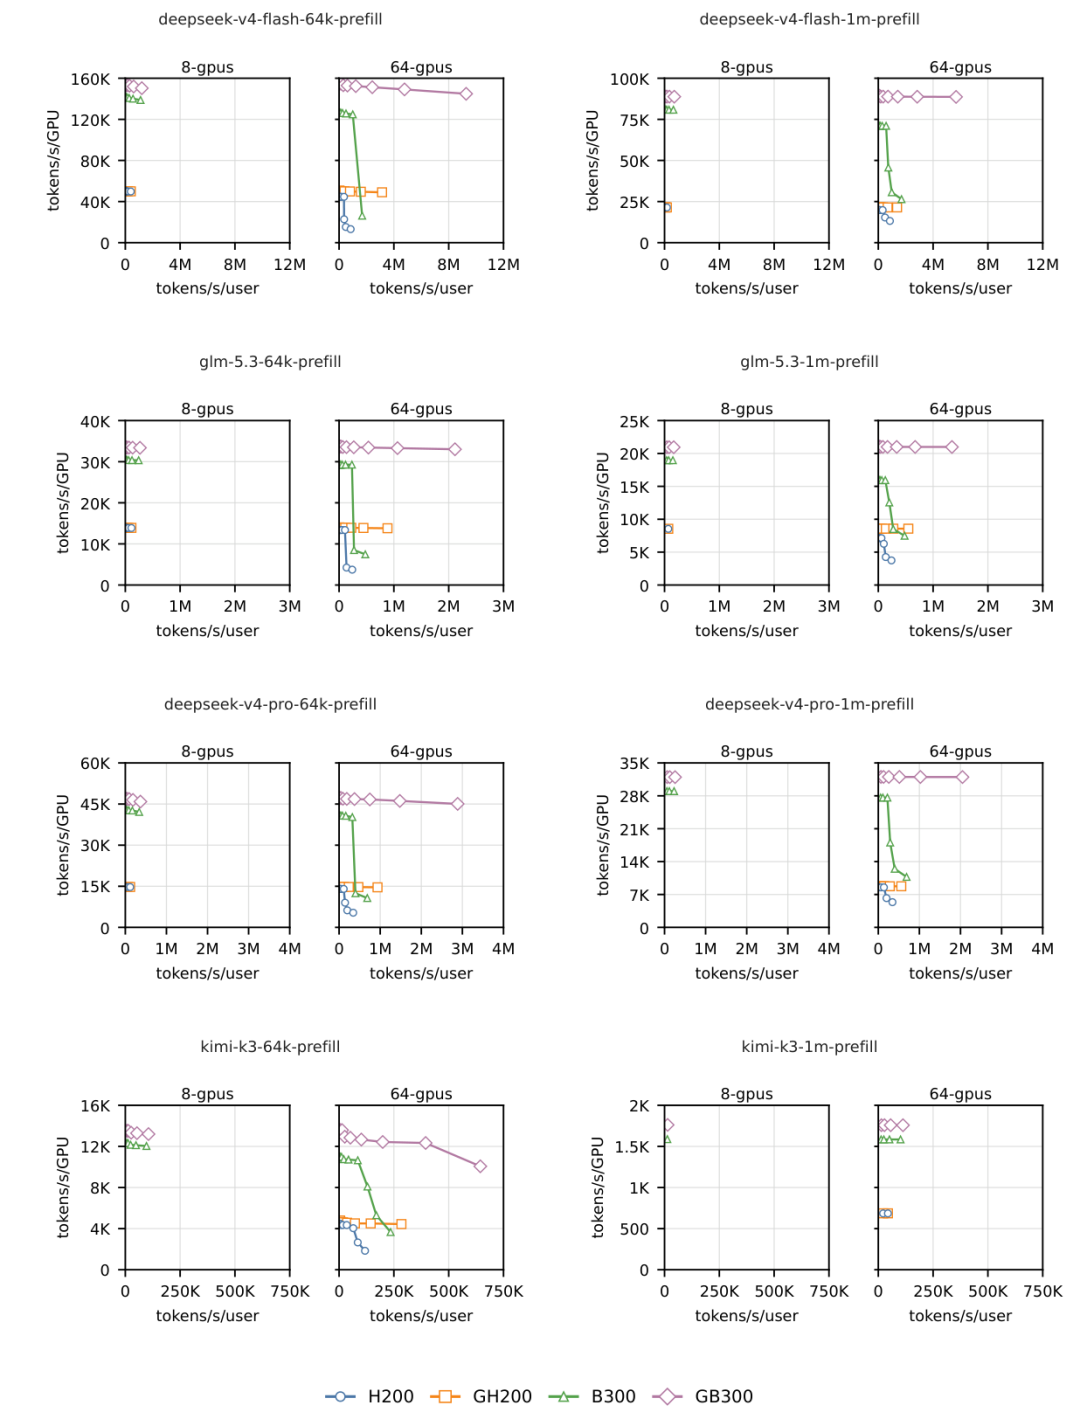 deepseek-v4-flash-64k-prefill
deepseek-v4-flash-1m-prefill
8-gpus
64-gpus
8-gpus
64-gpus
160K
120K
80K
40K
0
tokens/s/GPU
0 4M 8M 12M
0 4M 8M 12M
tokens/s/user
tokens/s/user
100K
75K
50K
25K
0
tokens/s/GPU
0 4M 8M 12M
0 4M 8M 12M
tokens/s/user
tokens/s/user
glm-5.3-64k-prefill
glm-5.3-1m-prefill
8-gpus
64-gpus
8-gpus
64-gpus
40K
30K
20K
10K
0
tokens/s/GPU
0 1M 2M 3M
0 1M 2M 3M
tokens/s/user
tokens/s/user
25K
20K
15K
10K
5K
0
tokens/s/GPU
0 1M 2M 3M
0 1M 2M 3M
tokens/s/user
tokens/s/user
deepseek-v4-pro-64k-prefill
deepseek-v4-pro-1m-prefill
8-gpus
64-gpus
8-gpus
64-gpus
60K
45K
30K
15K
0
tokens/s/GPU
0 1M 2M 3M 4M
0 1M 2M 3M 4M
tokens/s/user
tokens/s/user
35K
28K
21K
14K
7K
0
tokens/s/GPU
0 1M 2M 3M 4M
0 1M 2M 3M 4M
tokens/s/user
tokens/s/user
kimi-k3-64k-prefill
kimi-k3-1m-prefill
8-gpus
64-gpus
8-gpus
64-gpus
16K
12K
8K
4K
0
tokens/s/GPU
0 250K 500K 750K
0 250K 500K 750K
tokens/s/user
tokens/s/user
2K
1.5K
1K
500
0
tokens/s/GPU
0 250K 500K 750K
0 250K 500K 750K
tokens/s/user
tokens/s/user
H200 GH200 B300 GB300